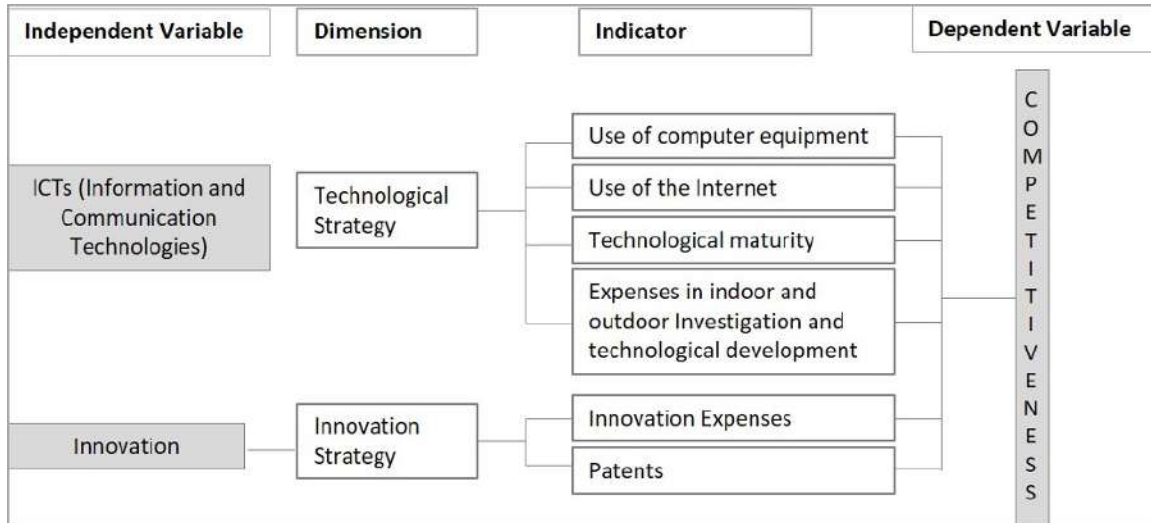 Independent Variable
Dimension
Indicator
Dependent Variable
ICTs (Information and
Communication
Technologies)
Technological
Strategy
Use of computer equipment
Use of the Internet
Technological maturity
Expenses in indoor and
outdoor Investigation and
technological development
Innovation
Innovation
Strategy
Innovation Expenses
Patents
COMPETITIVENESS